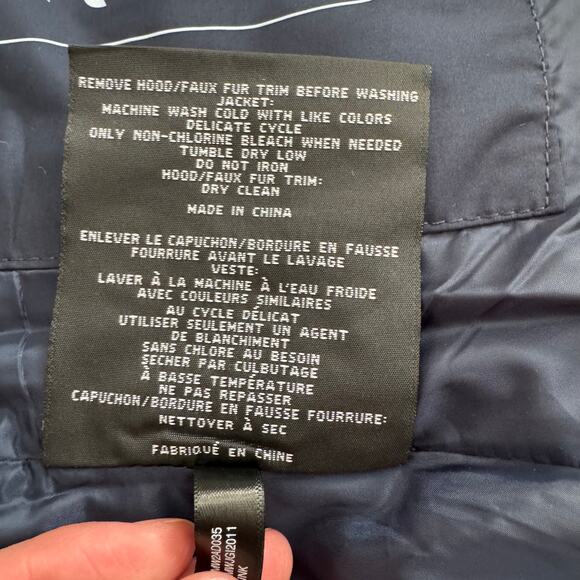 REMOVE HOOD/FAUX FUR TRIM BEFORE WASHING
JACKET:
MACHINE WASH COLD WITH LIKE COLORS
DELICATE CYCLE
ONLY NON-CHLORINE BLEACH WHEN NEEDED
TUMBLE DRY LOW
DO NOT IRON
HOOD/FAUX FUR TRIM:
DRY CLEAN
MADE IN CHINA
ENLEVER LE CAPUCHON/BORDURE EN FAUSSE
FOURRURE AVANT LE LAVAGE
VESTE:
LAVER À LA MACHINE À L'EAU FROIDE
AVEC COULEURS SIMILAIRES
AU CYCLE DÉLICAT
UTILISER SEULEMENT UN AGENT
DE BLANCHIMENT
SANS CHLORE AU BESOIN
SECHER PAR CULBUTAGE
À BASSE TEMPÉRATURE
NE PAS REPASSER
CAPUCHON/BORDURE EN FAUSSE FOURRURE:
NETTOYER À SEC
FABRIQUÉ EN CHINE